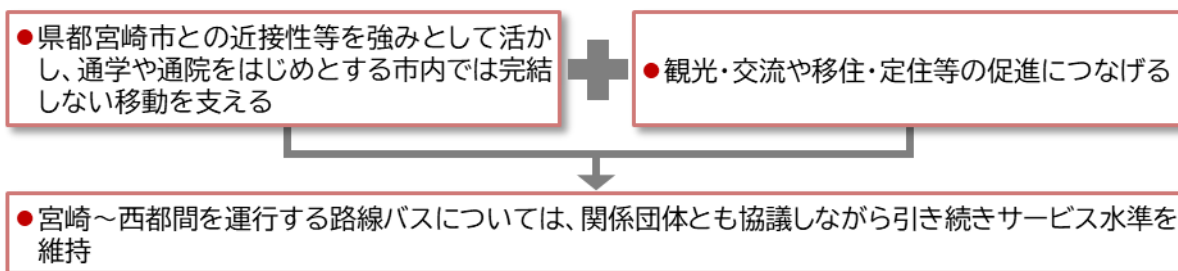 ●県都宮崎市との近接性等を強みとして活か
し、通学や通院をはじめとする市内では完結
しない移動を支える
●観光・交流や移住・定住等の促進につなげる
●宮崎~西都間を運行する路線バスについては、関係団体とも協議しながら引き続きサービス水準を
維持